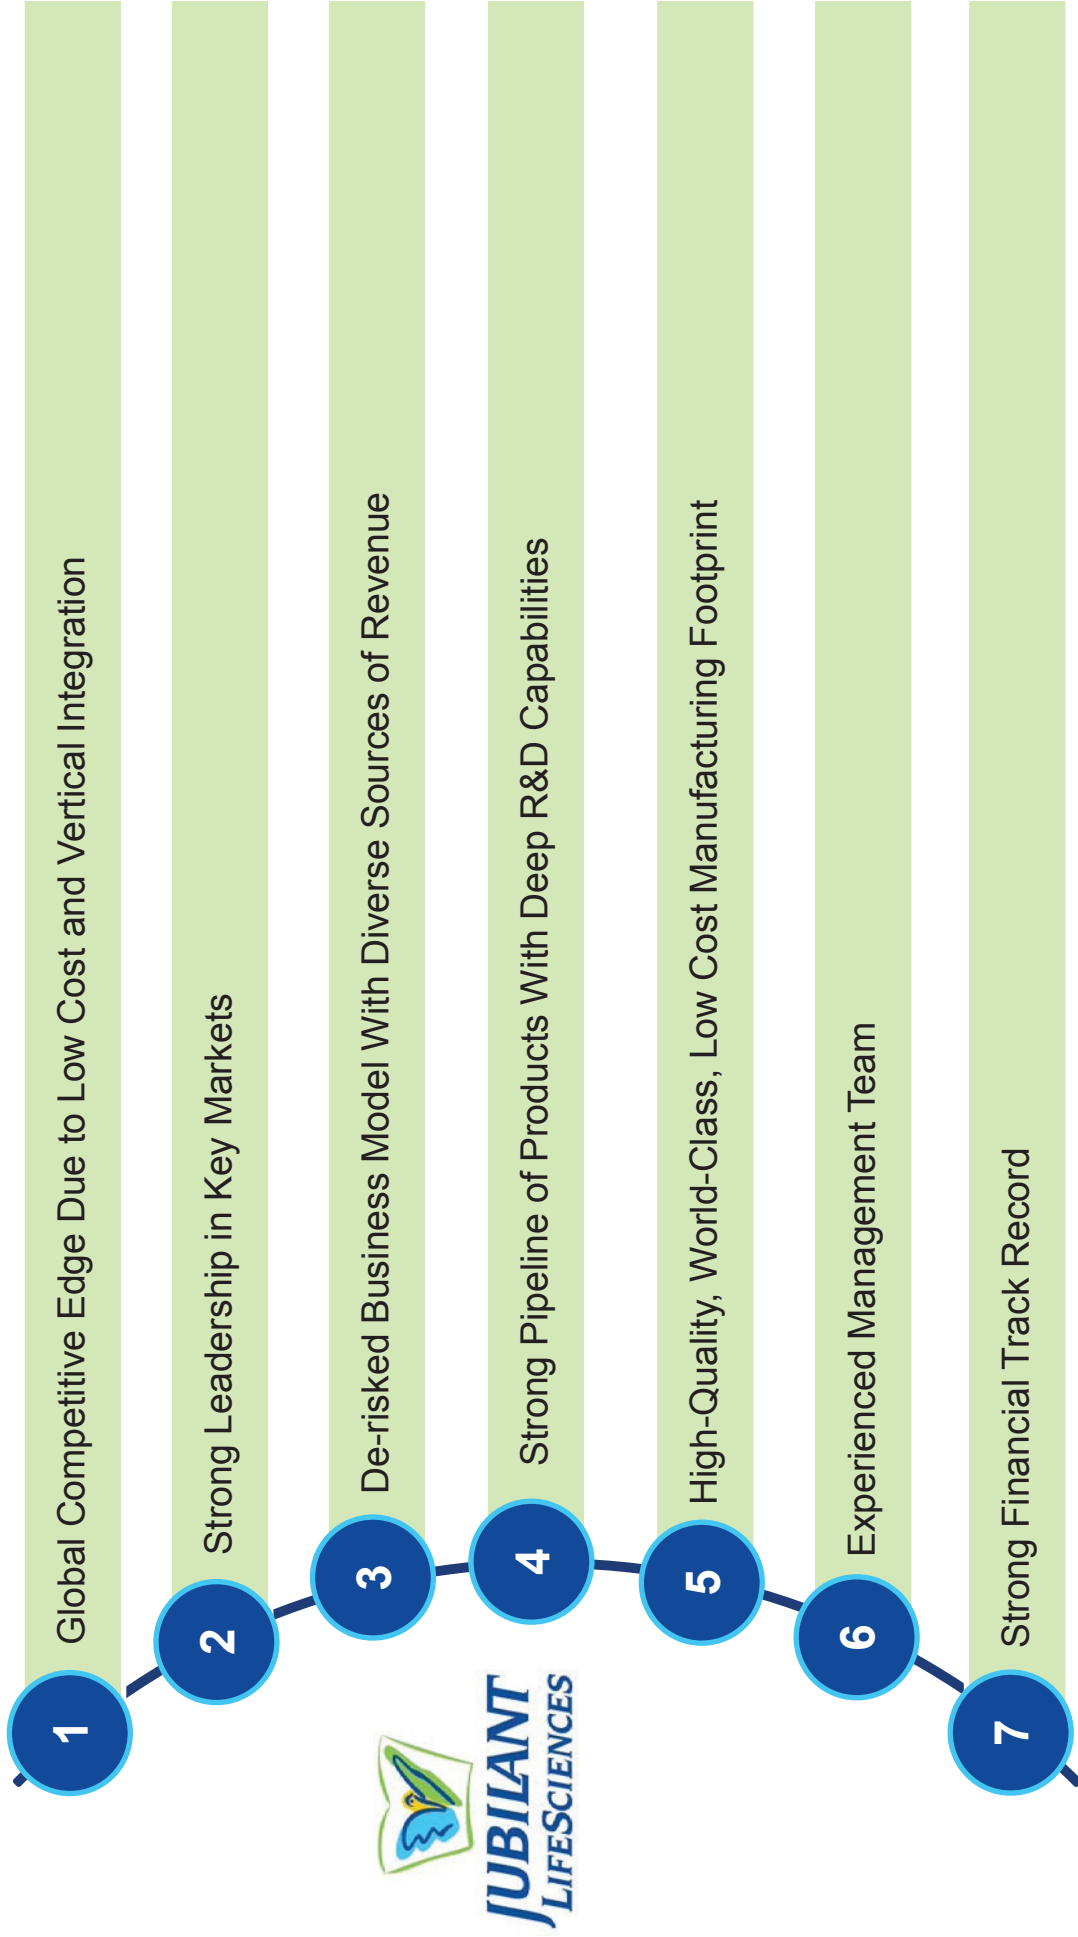 1
Global Competitive Edge Due to Low Cost and Vertical Integration
2
Strong Leadership in Key Markets
3
De-risked Business Model With Diverse Sources of Revenue
JUBILANT
LIFESCIENCES
4
Strong Pipeline of Products With Deep R&D Capabilities
5
High-Quality, World-Class, Low Cost Manufacturing Footprint
6
Experienced Management Team
7
Strong Financial Track Record